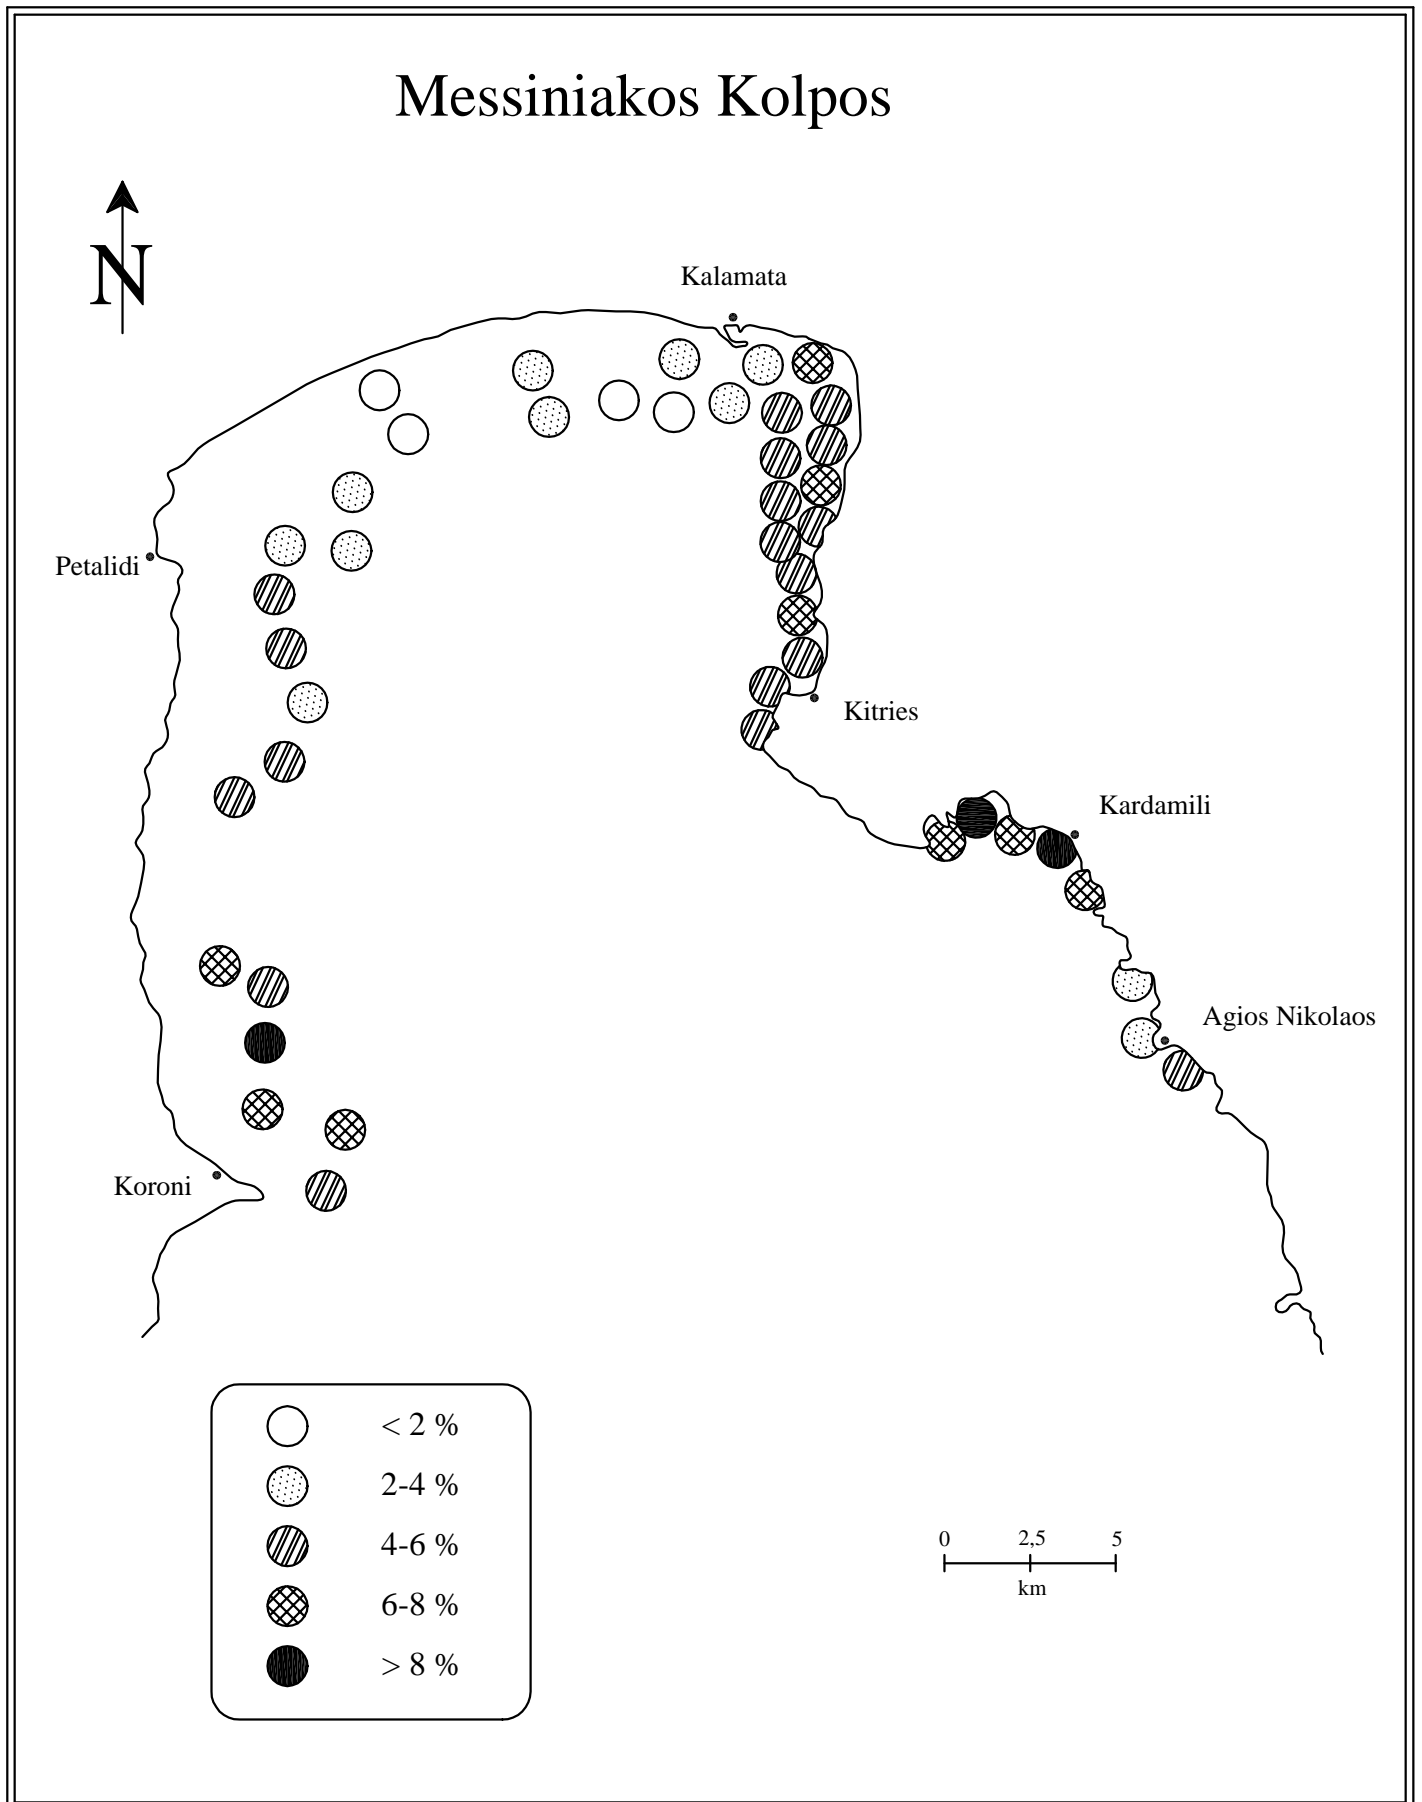 Messiniakos Kolpos
N
Kalamata
Petalidi
Kitries
Kardamili
Agios Nikolaos
Koroni
< 2 %
2-4 %
4-6 %
6-8 %
> 8 %
0 2,5 5
km